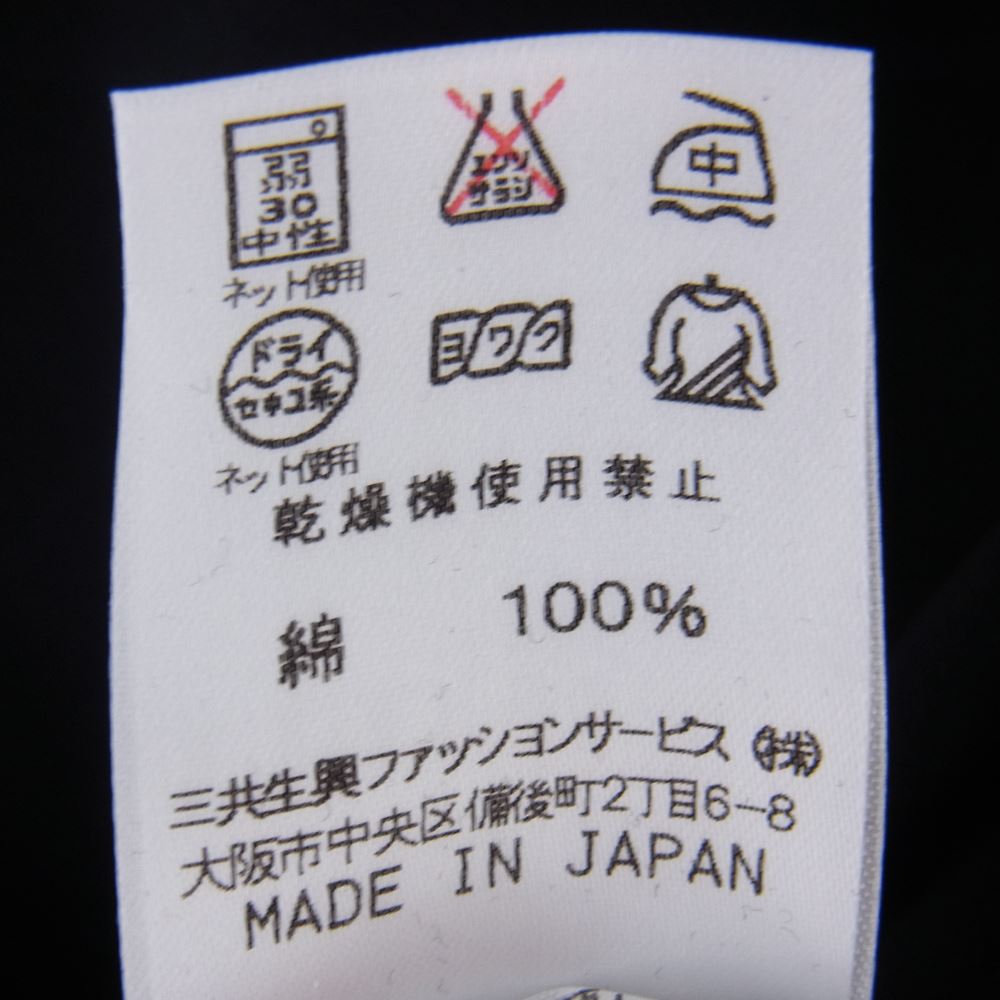 弱
30
中性
ネット使用
エンソ
サラシ
中
ドライ
セキユ系
ネット使用
ヨワク
乾燥機使用禁止
綿 100%
三共生興ファッションサービス ㈱
大阪市中央区備後町2丁目6-8
MADE IN JAPAN